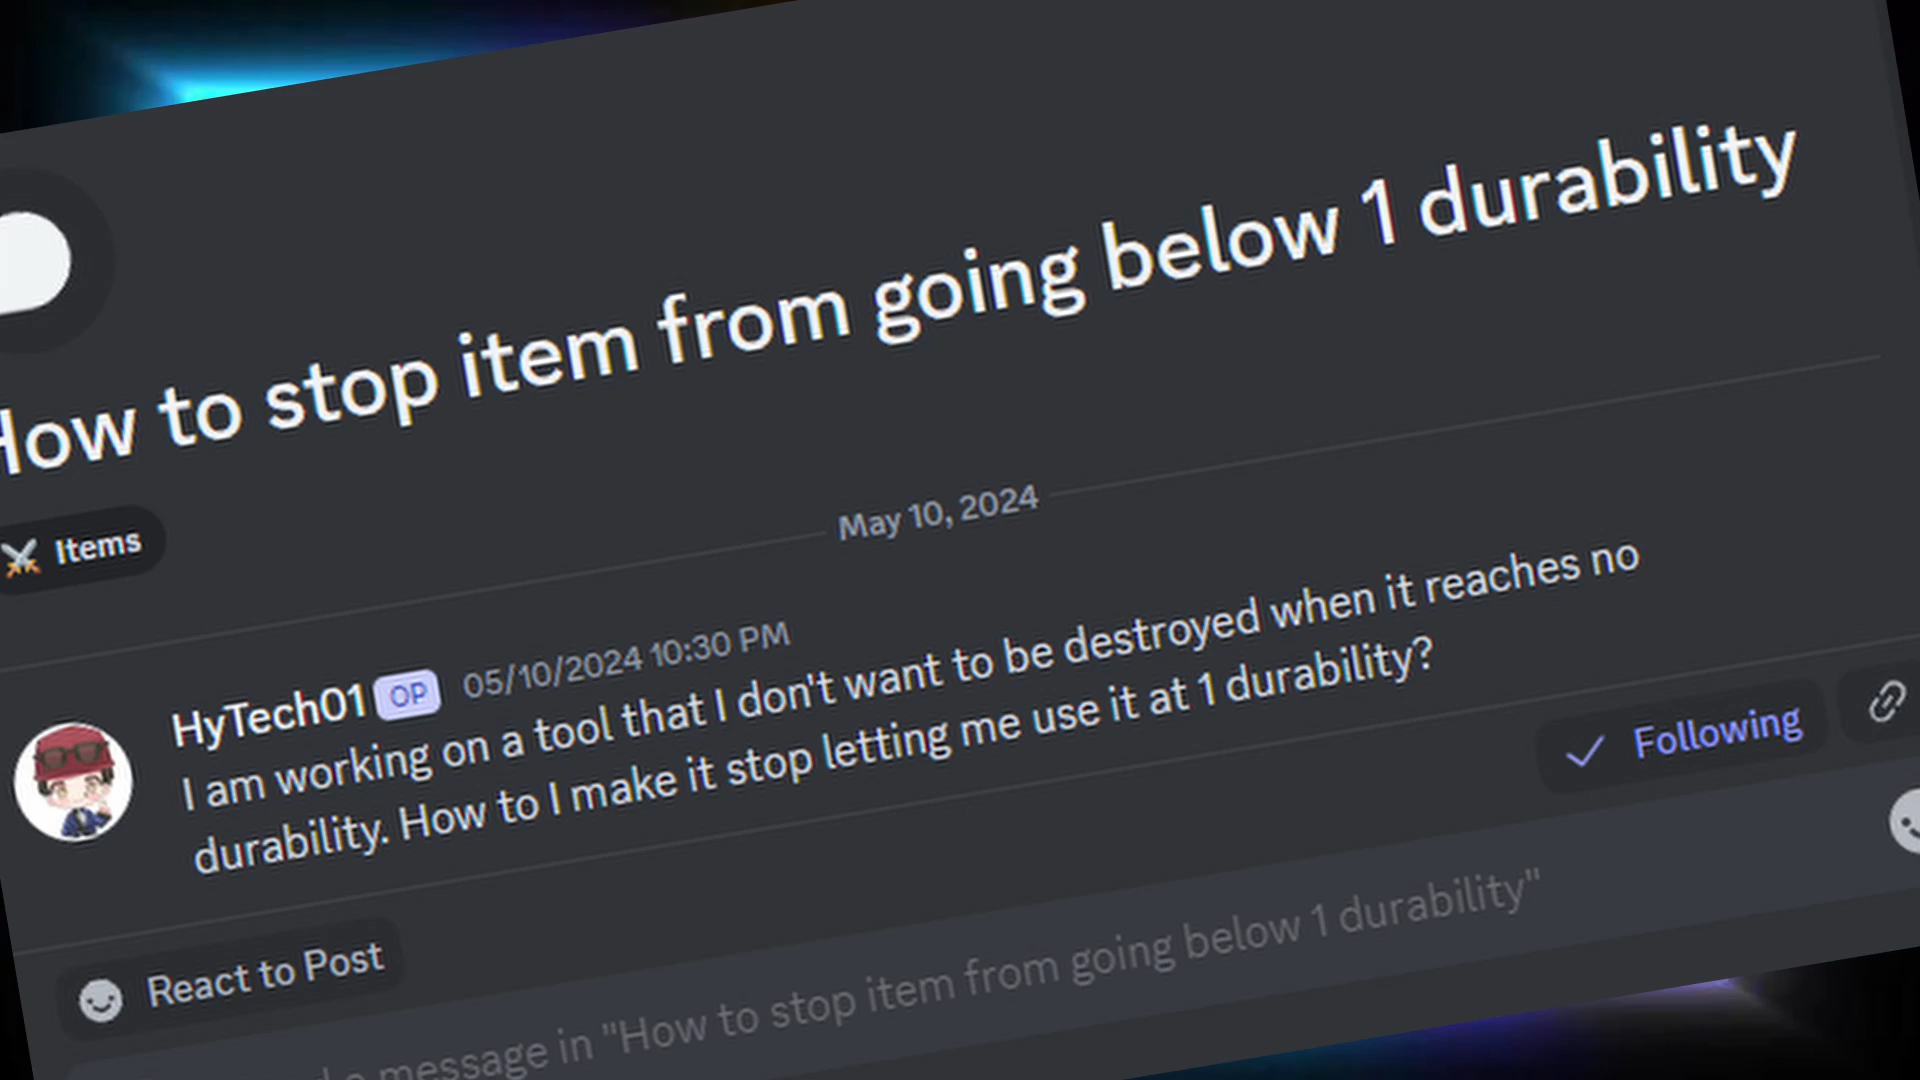 How to stop item from going below 1 durability
Items
May 10, 2024
HyTech01 OP 05/10/2024 10:30 PM
I am working on a tool that I don't want to be destroyed when it reaches no
durability. How to I make it stop letting me use it at 1 durability?
Following
React to Post
message in "How to stop item from going below 1 durability"